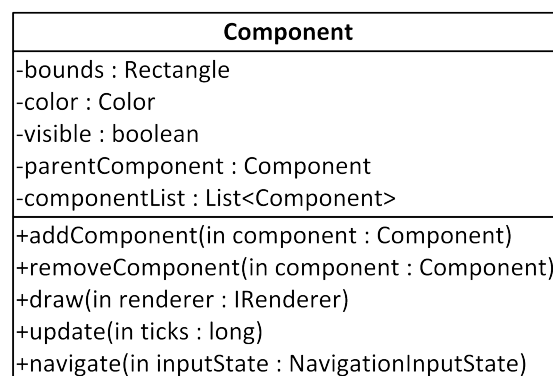 Component
-bounds : Rectangle
-color : Color
-visible : boolean
-parentComponent : Component
-componentList : List<Component>
+addComponent(in component : Component)
+removeComponent(in component : Component)
+draw(in renderer : IRenderer)
+update(in ticks : long)
+navigate(in inputState : NavigationInputState)